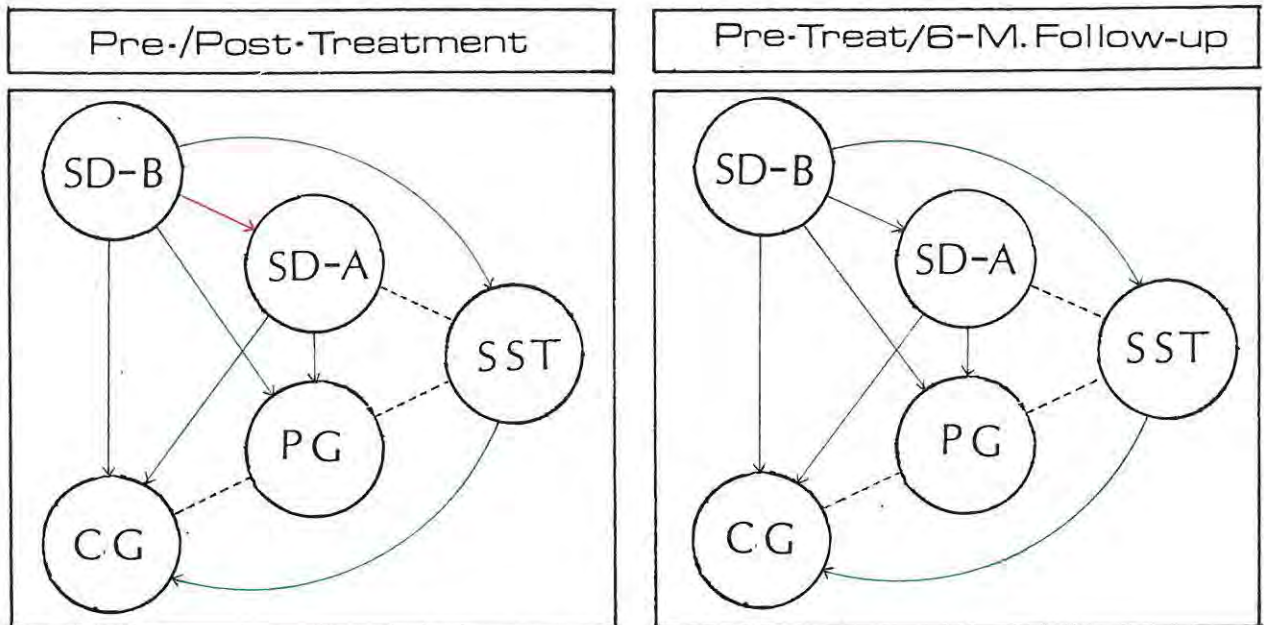 Pre-/Post-Treatment
SD-B
SD-A
SST
PG
CG
Pre-Treat/6-M. Follow-up
SD-B
SD-A
SST
PG
CG